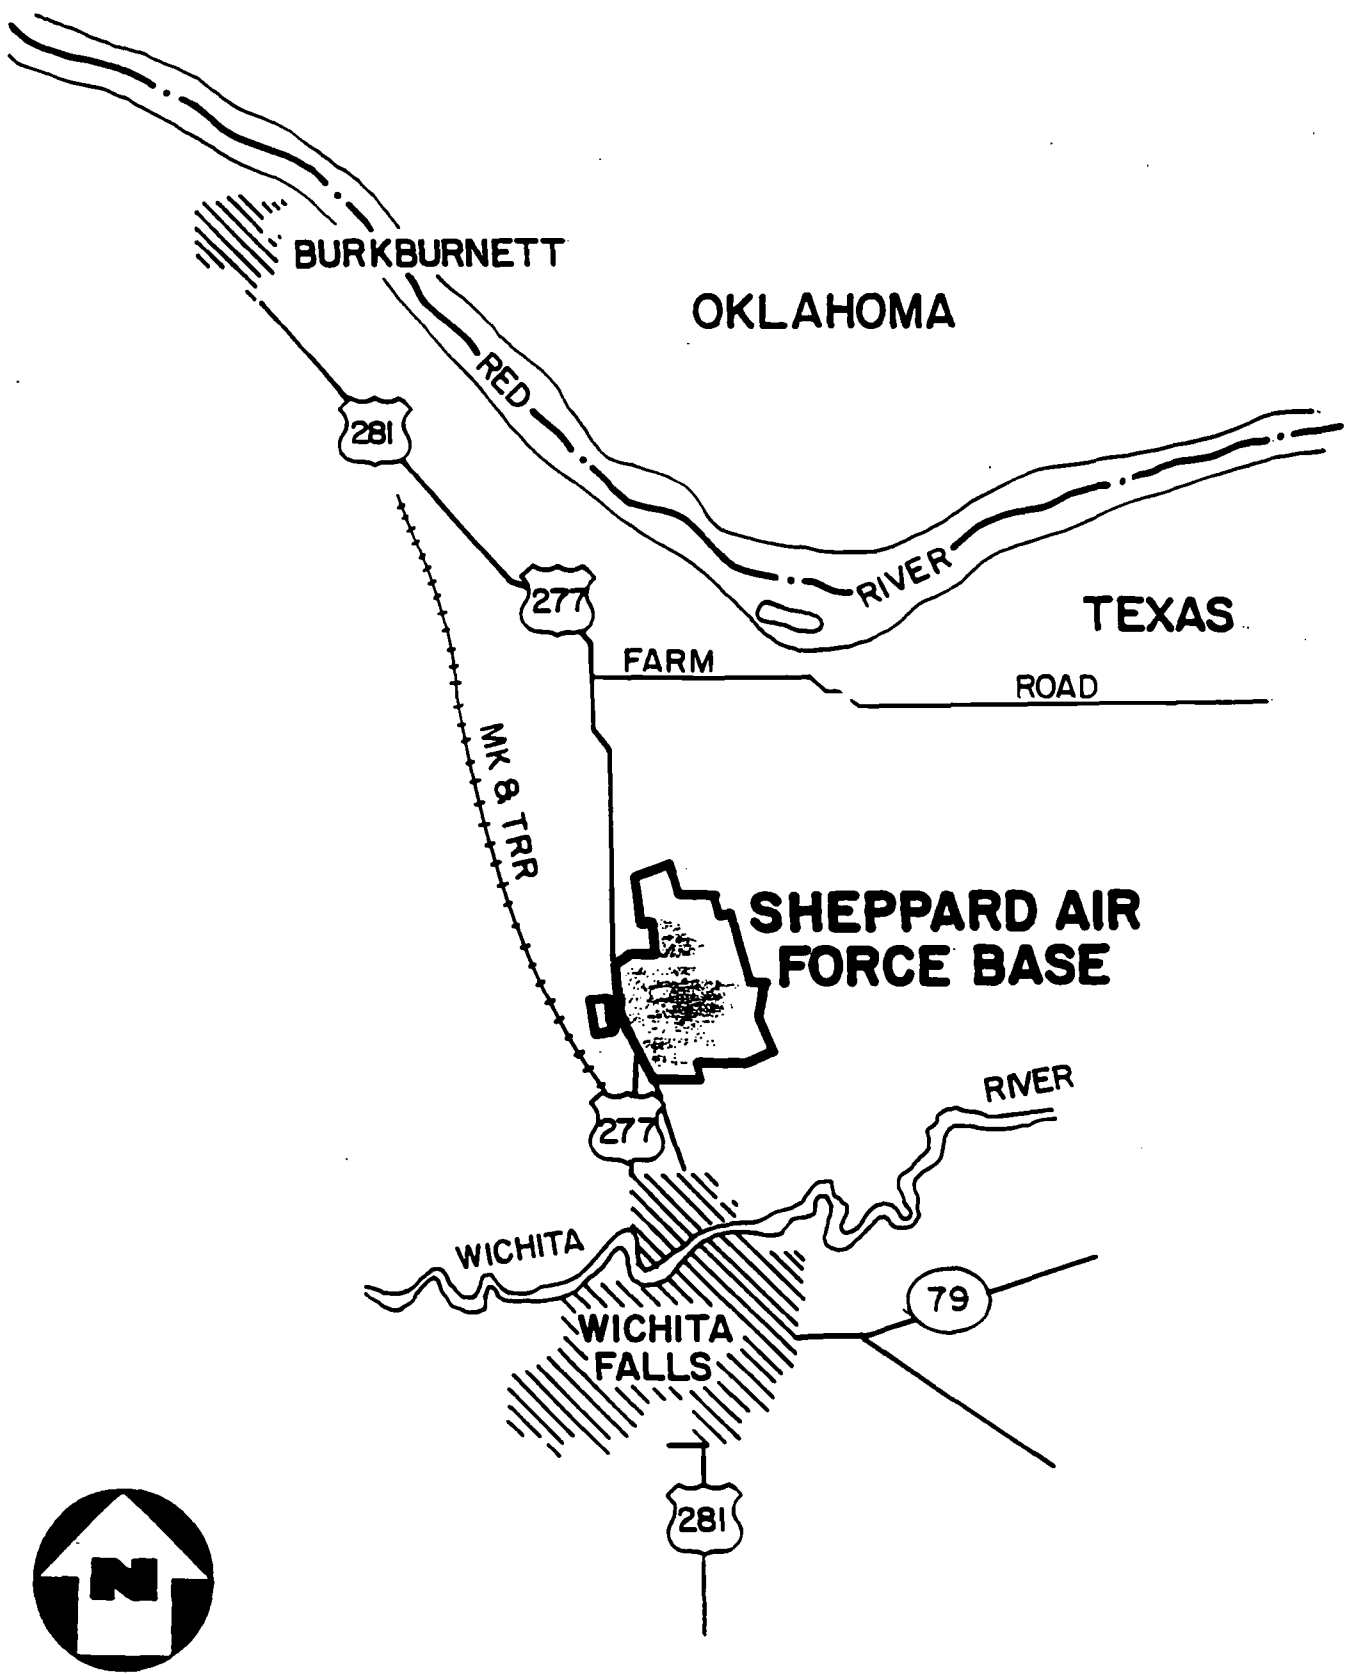 BURKBURNETT
OKLAHOMA
RED
281
RIVER
277
TEXAS
FARM
ROAD
MK & TRR
SHEPPARD AIR
FORCE BASE
RIVER
277
WICHITA
79
WICHITA
FALLS
281
N